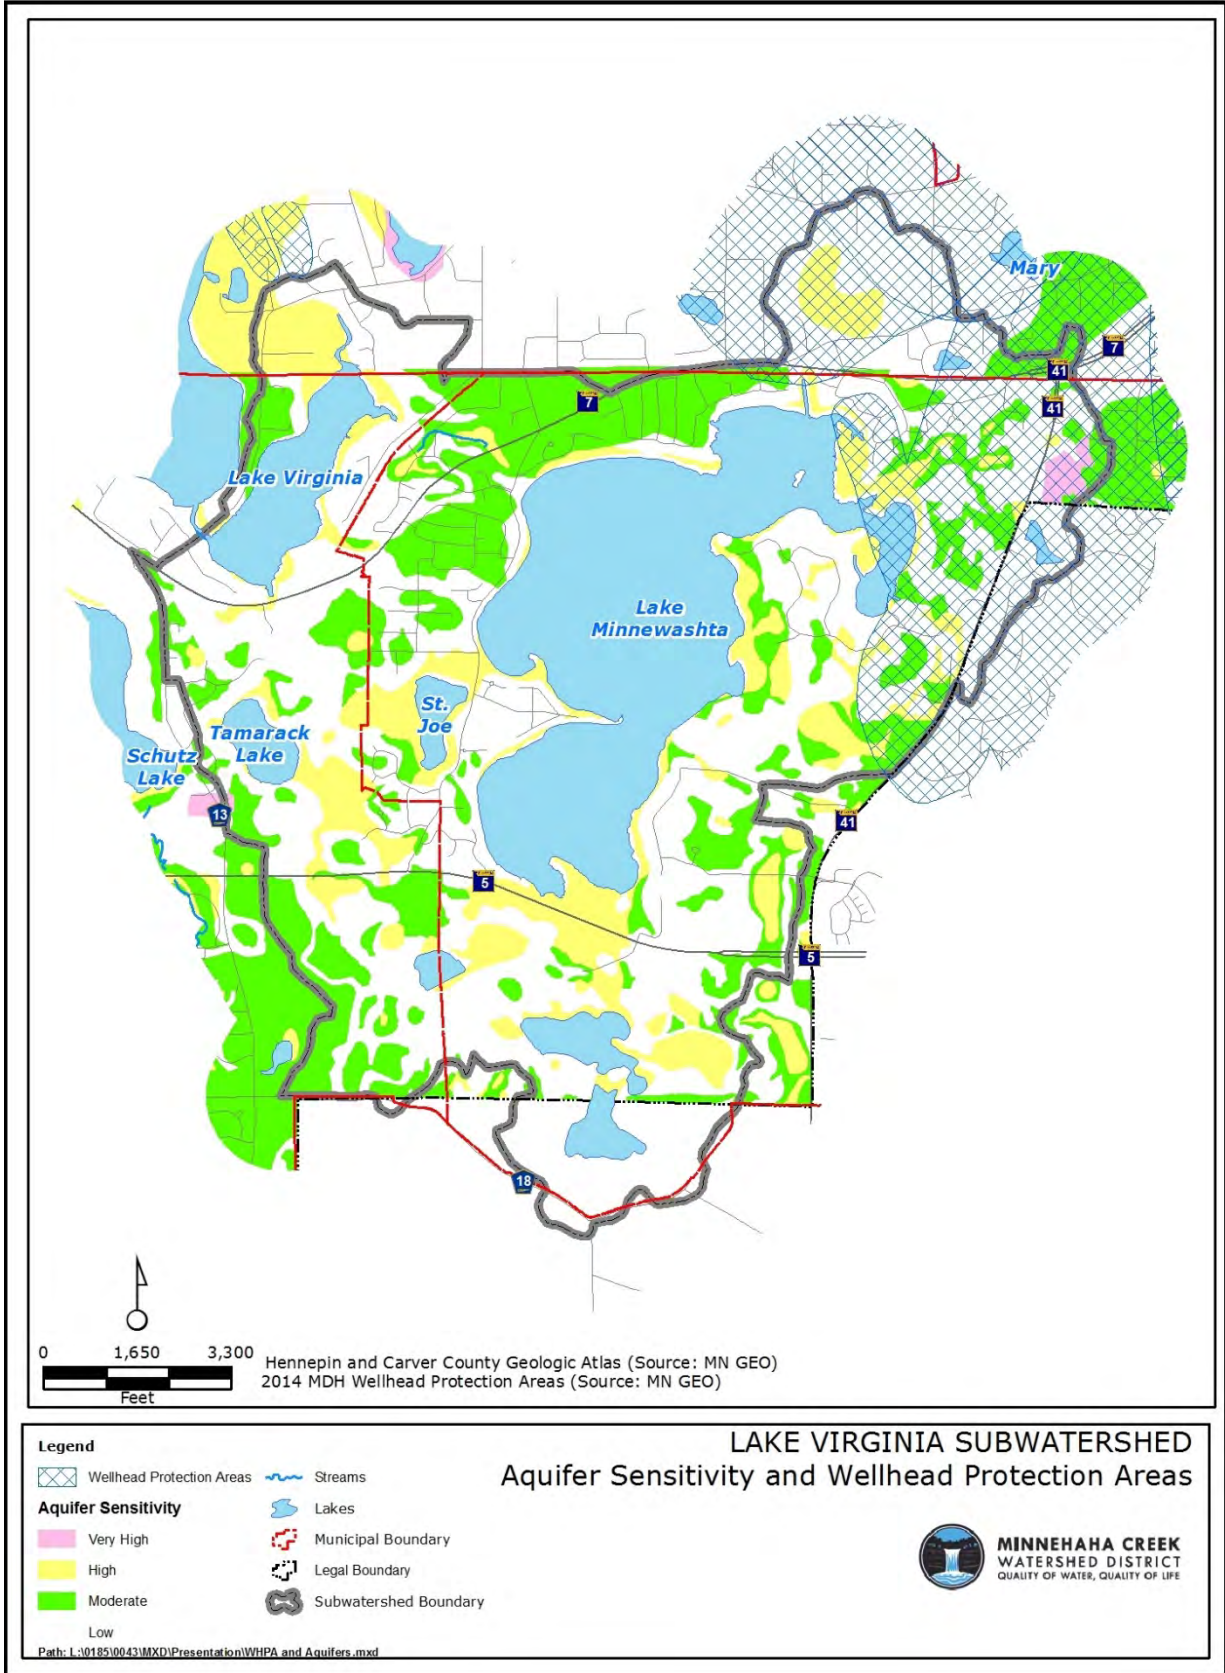 Mary
7
41
41
7
Lake Virginia
Lake
Minnewashta
St.
Joe
Tamarack
Lake
Schutz
Lake
13
41
5
5
18
0 1,650 3,300
Feet
Hennepin and Carver County Geologic Atlas (Source: MN GEO)
2014 MDH Wellhead Protection Areas (Source: MN GEO)
LAKE VIRGINIA SUBWATERSHED
Aquifer Sensitivity and Wellhead Protection Areas
Legend
Wellhead Protection Areas
Aquifer Sensitivity
Very High
High
Moderate
Low
Streams
Lakes
Municipal Boundary
Legal Boundary
Subwatershed Boundary
MINNEHAHA CREEK
WATERSHED DISTRICT
QUALITY OF WATER, QUALITY OF LIFE
Path: L:\0185\0043\MXD\Presentation\WHPA and Aquifers.mxd